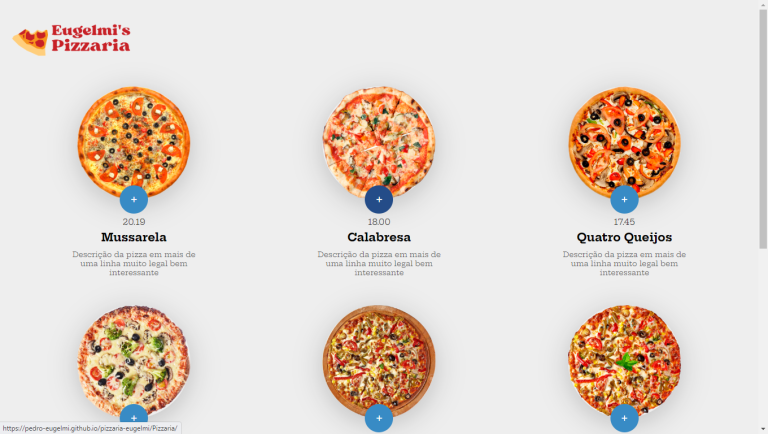 Eugelmi's
Pizzaria
+
+
+
20.19
18.00
17.45
Mussarela
Calabresa
Quatro Queijos
Descrição da pizza em mais de
uma linha muito legal bem
interessante
Descrição da pizza em mais de
uma linha muito legal bem
interessante
Descrição da pizza em mais de
uma linha muito legal bem
interessante
+
+
+
https://pedro-eugelmi.github.io/pizzaria-eugelmi/Pizzaria/